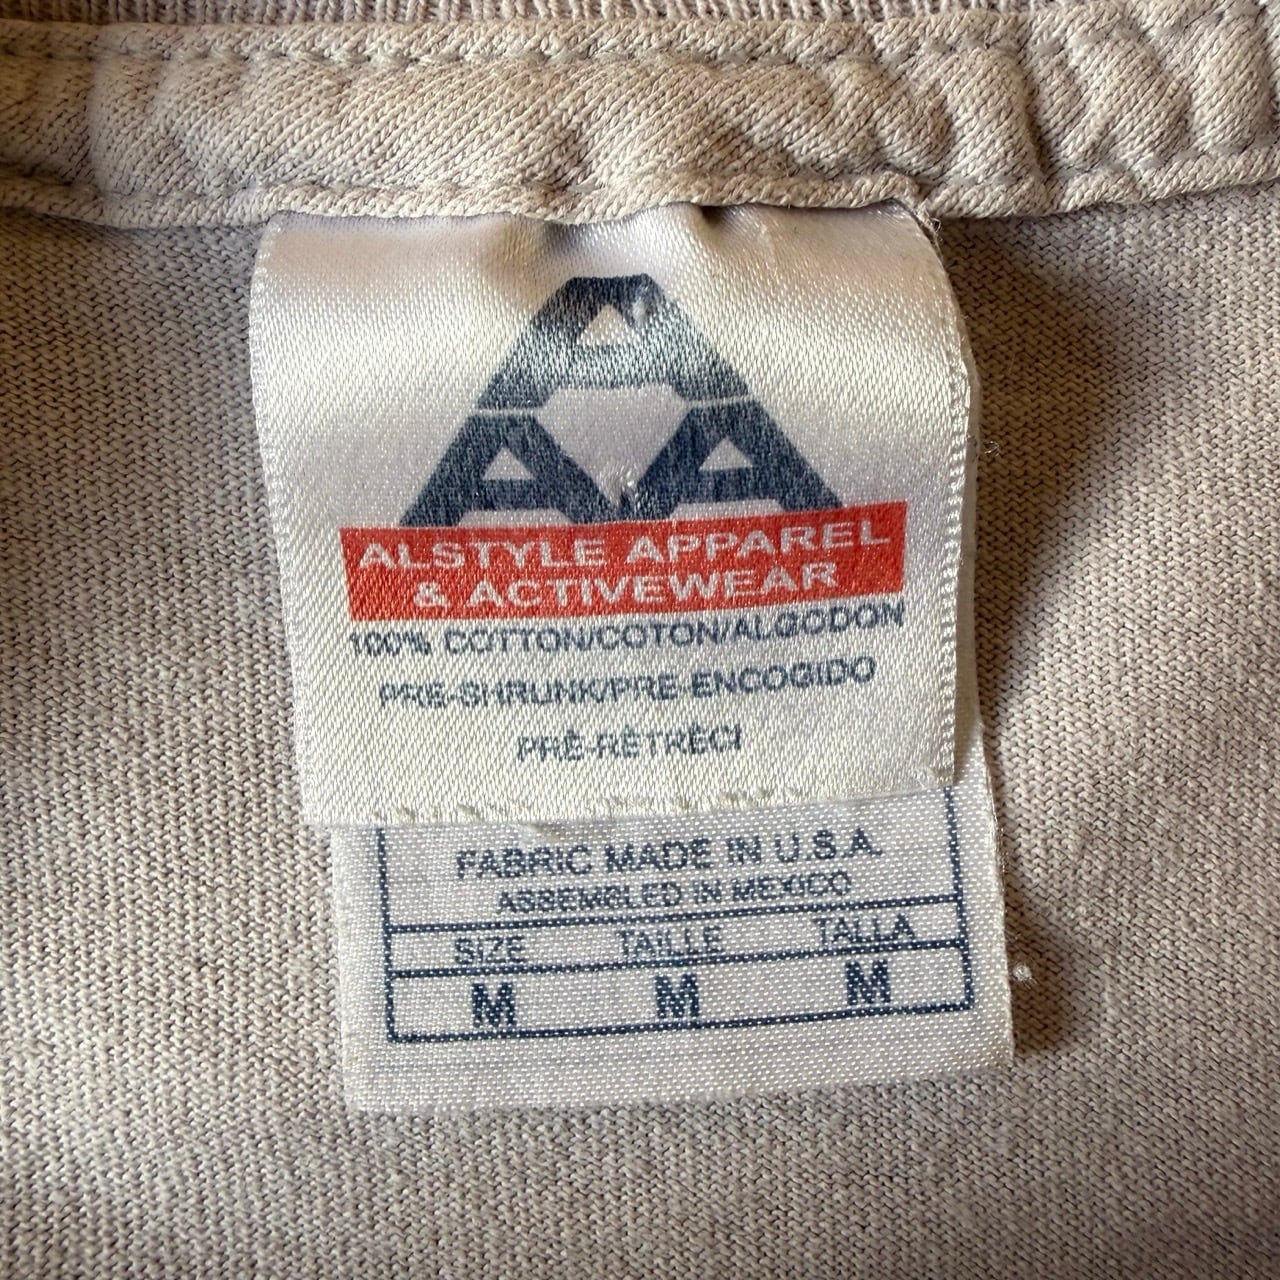 AAA
ALSTYLE APPAREL
& ACTIVEWEAR
100% COTTON/COTON/ALGODON
PRE-SHRUNK/PRE-ENCOGIDO
PRÉ-RÉTRÉCI
FABRIC MADE IN U.S.A.
ASSEMBLED IN MEXICO
SIZE TAILLE TALLA
M M M